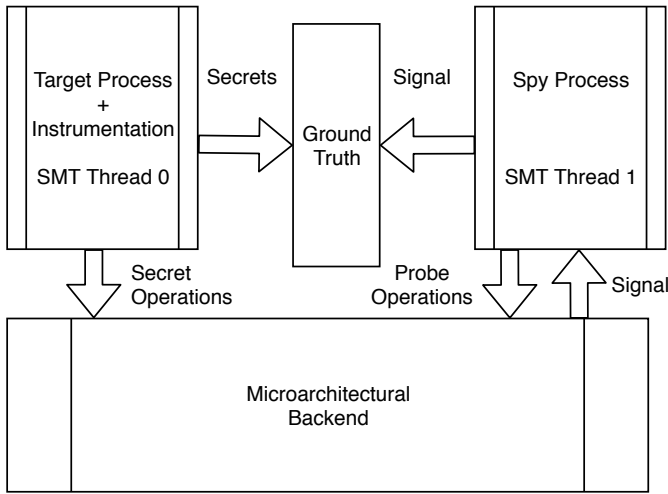 Target Process
+
Instrumentation
SMT Thread 0
Secrets
Ground
Truth
Signal
Spy Process
SMT Thread 1
Secret
Operations
Probe
Operations
Signal
Microarchitectural
Backend